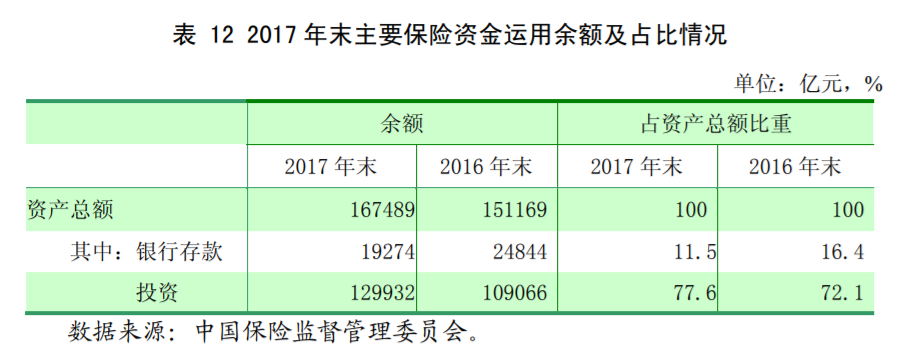 表 12 2017 年末主要保险资金运用余额及占比情况
单位：亿元，%
余额 占资产总额比重
2017 年末 2016 年末 2017 年末 2016 年末
资产总额 167489 151169 100 100
其中：银行存款 19274 24844 11.5 16.4
投资 129932 109066 77.6 72.1
数据来源：中国保险监督管理委员会。